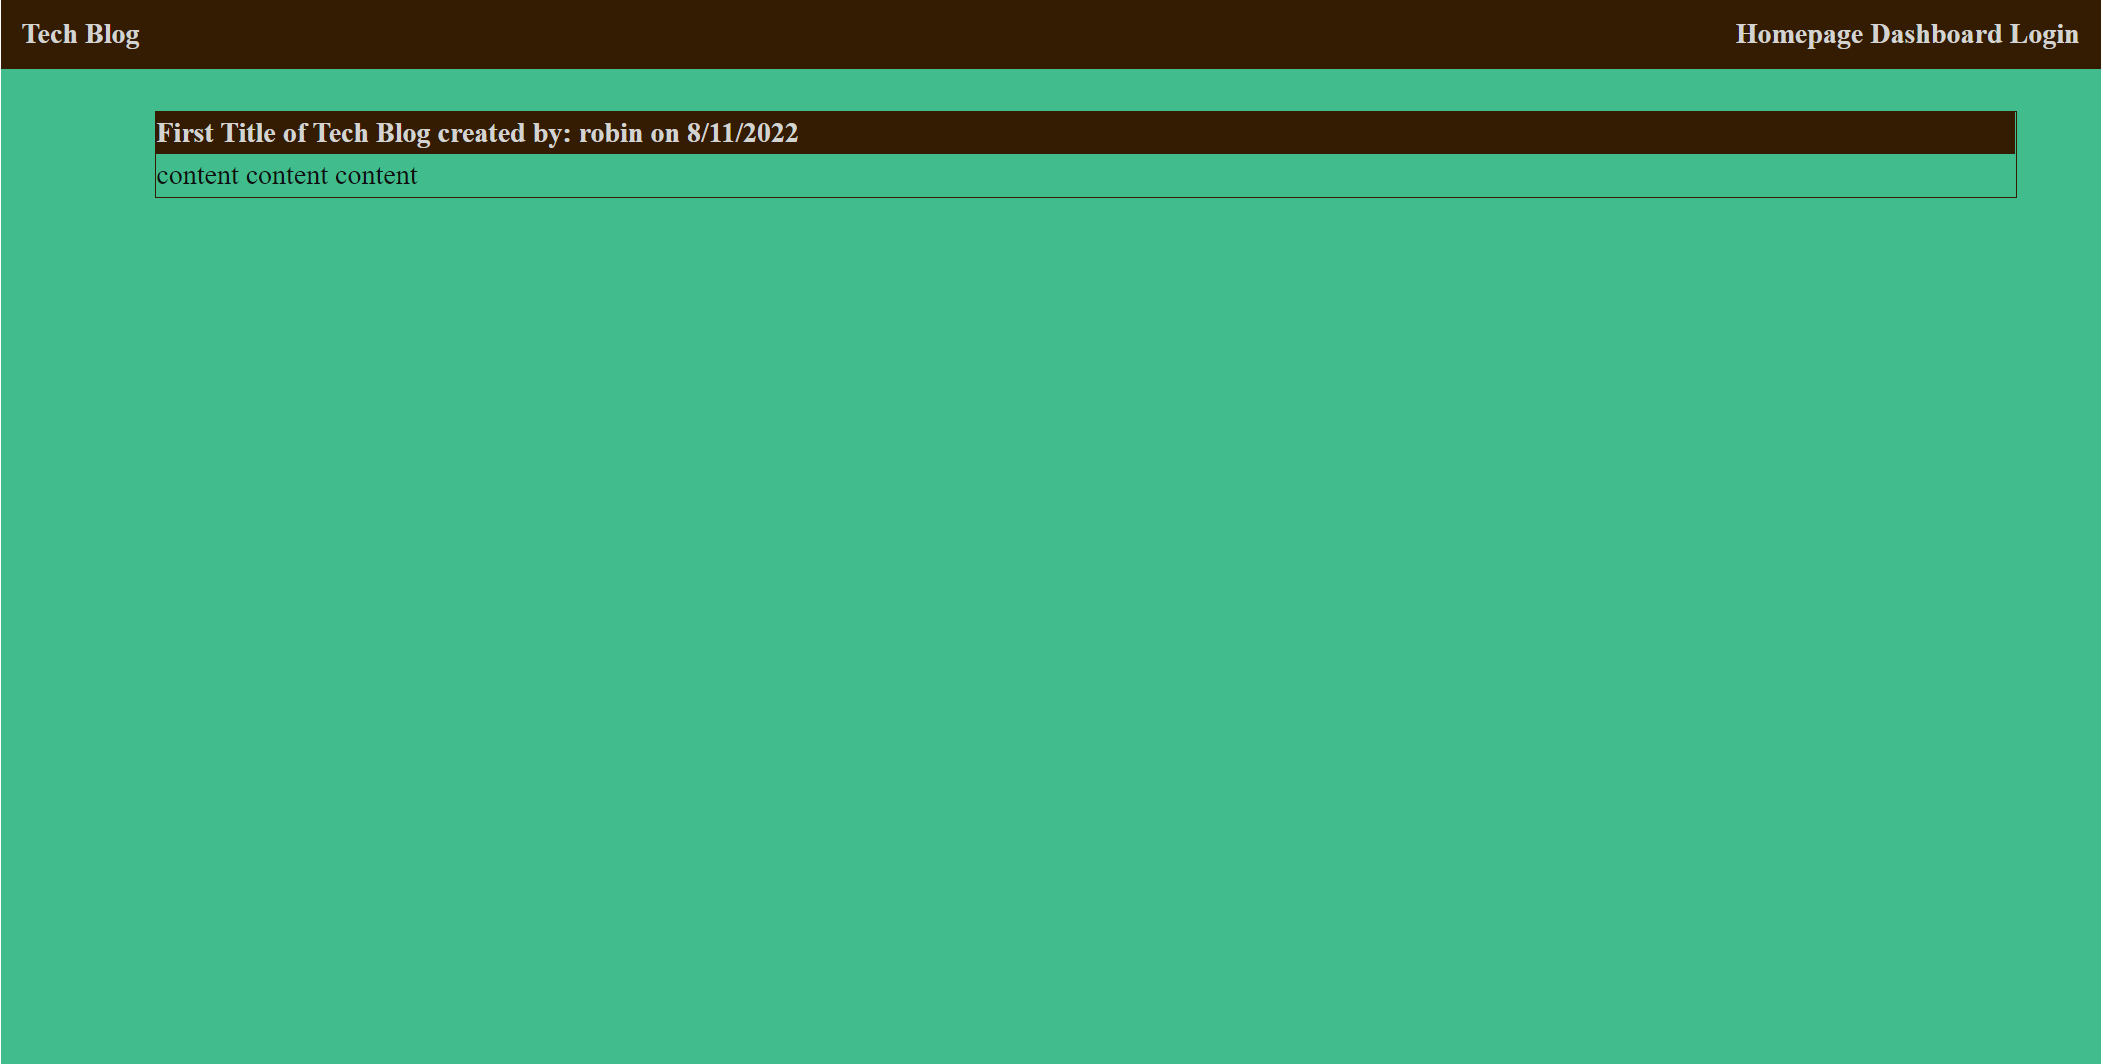 Tech Blog
Homepage Dashboard Login
First Title of Tech Blog created by: robin on 8/11/2022
content content content